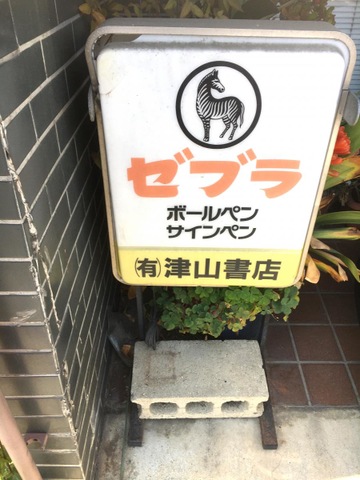 ゼブラ
ボールペン
サインペン
㈲津山書店